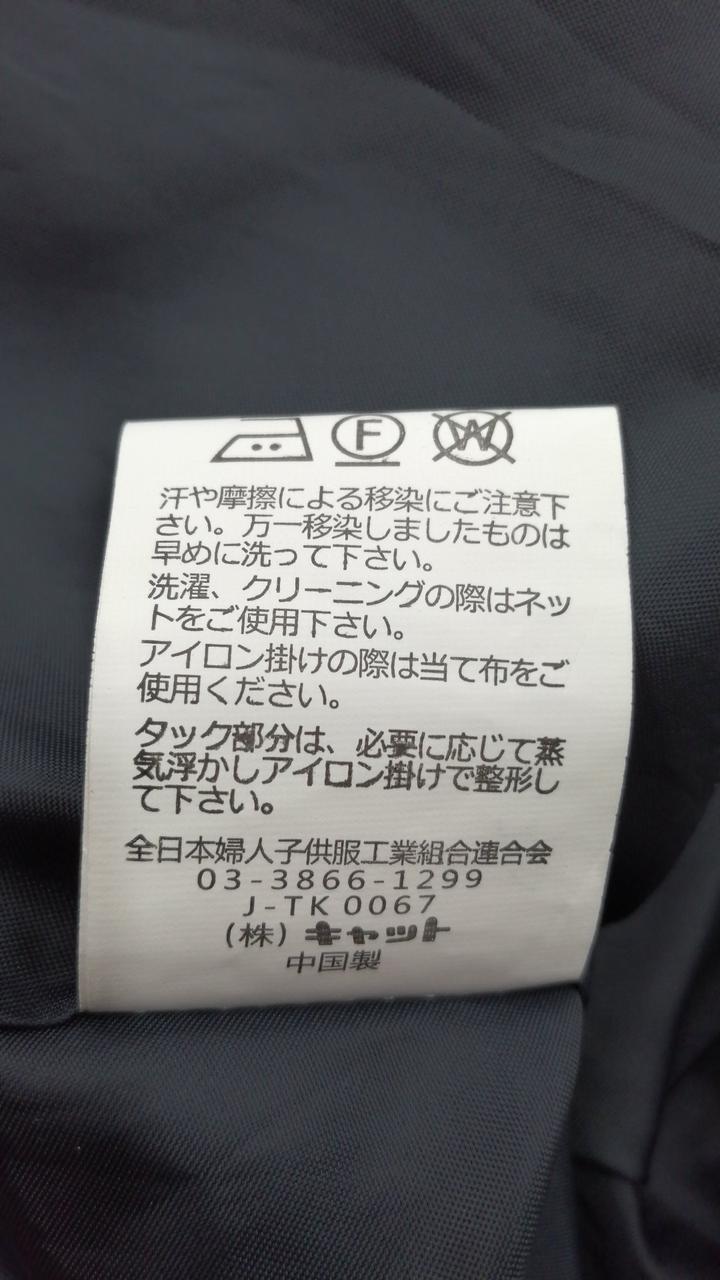 F W
汗や摩擦による移染にご注意下
さい。万一移染しましたものは
早めに洗って下さい。
洗濯、クリーニングの際はネッ
トをご使用下さい。
アイロン掛けの際は当て布をご
使用ください。
タック部分は、必要に応じて蒸
気浮かしアイロン掛けで整形し
て下さい。
全日本婦人子供服工業組合連合会
03-3866-1299
J-TK 0067
(株) キャット
中国製